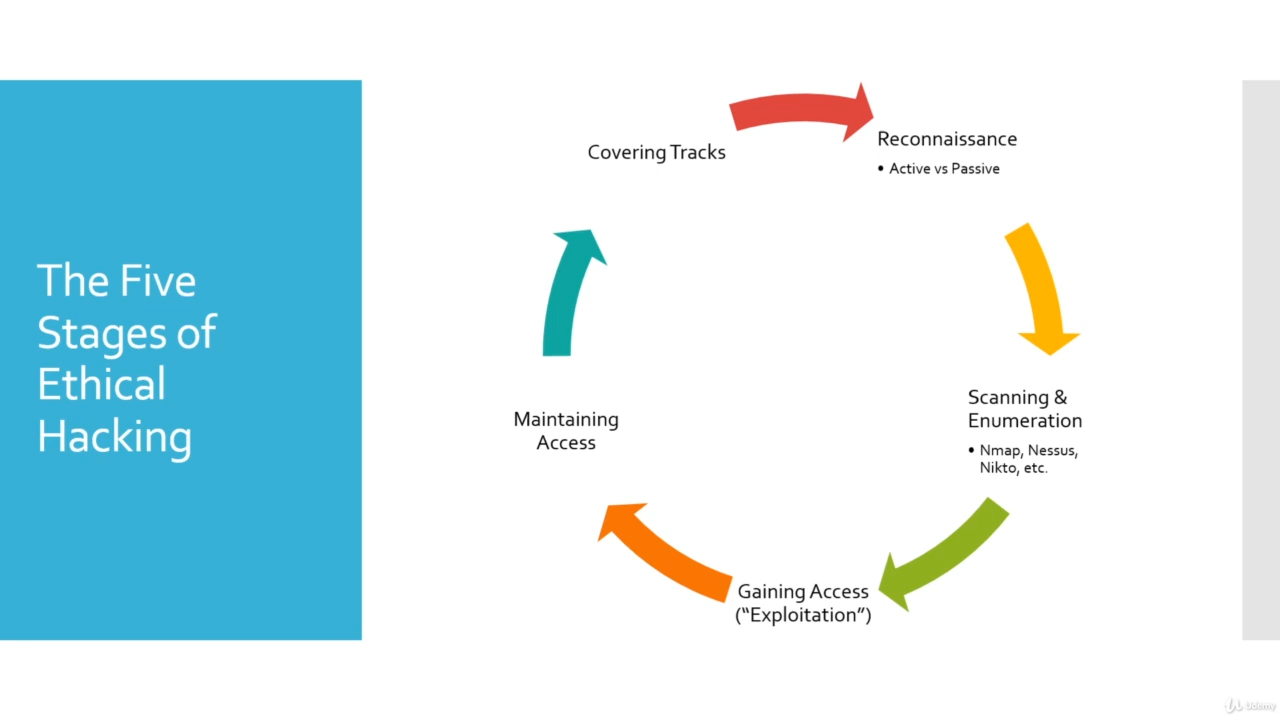 The Five
Stages of
Ethical
Hacking
Reconnaissance
• Active vs Passive
Scanning &
Enumeration
• Nmap, Nessus,
Nikto, etc.
Gaining Access
(“Exploitation”)
Maintaining
Access
Covering Tracks
Udemy